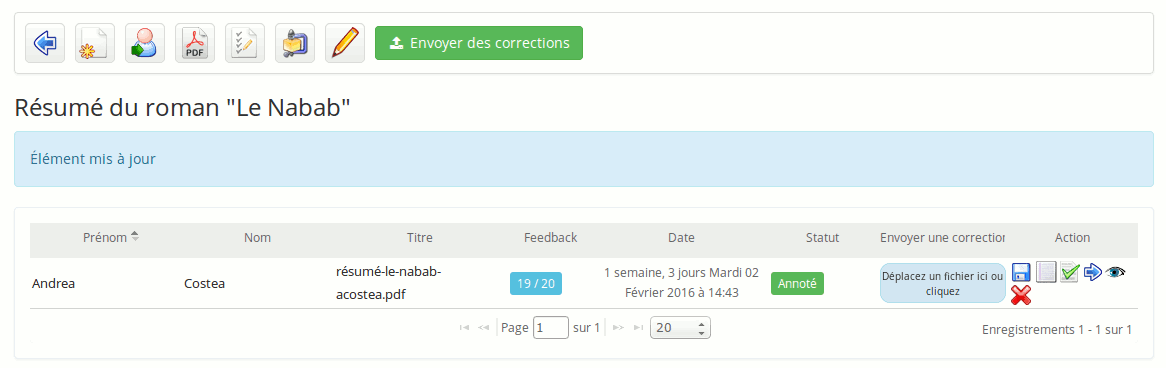 PDF
Envoyer des corrections
Résumé du roman "Le Nabab"
Élément mis à jour
Prénom Nom Titre Feedback Date Statut Envoyer une correction Action
Andrea Costea résumé-le-nabab- 19 / 20 1 semaine, 3 jours Mardi 02 Annoté Déplacez un fichier ici ou
acostea.pdf Février 2016 à 14:43 cliquez
Page 1 sur 1 20 Enregistrements 1 - 1 sur 1